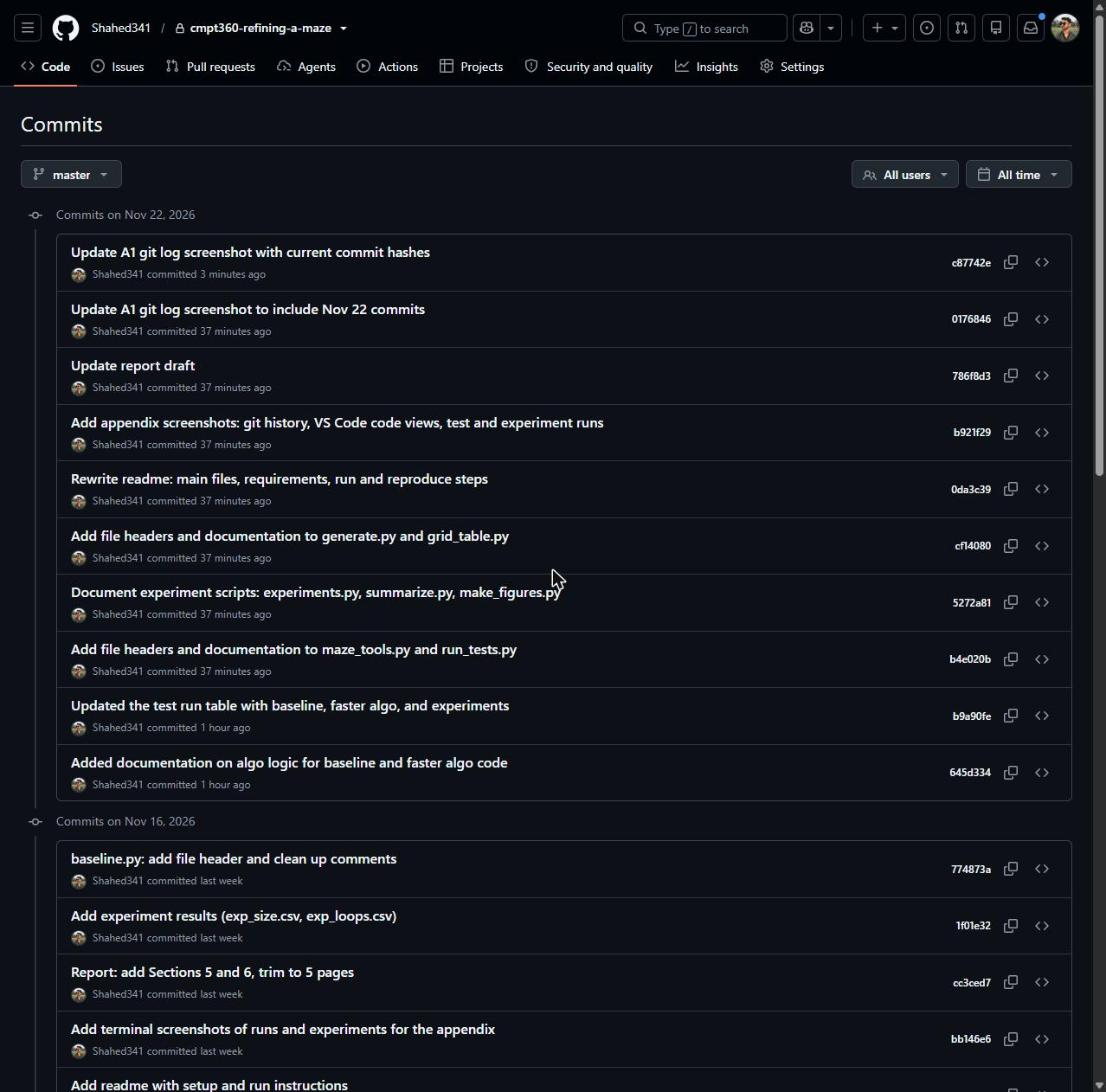 Shahed341 / cmpt360-refining-a-maze
Type / to search
Code
Issues
Pull requests
Agents
Actions
Projects
Security and quality
Insights
Settings
Commits
master
All users
All time
Commits on Nov 22, 2026
Update A1 git log screenshot with current commit hashes
Shahed341 committed 3 minutes ago
c87742e
Update A1 git log screenshot to include Nov 22 commits
Shahed341 committed 37 minutes ago
0176846
Update report draft
Shahed341 committed 37 minutes ago
786f8d3
Add appendix screenshots: git history, VS Code code views, test and experiment runs
Shahed341 committed 37 minutes ago
b921f29
Rewrite readme: main files, requirements, run and reproduce steps
Shahed341 committed 37 minutes ago
0da3c39
Add file headers and documentation to generate.py and grid_table.py
Shahed341 committed 37 minutes ago
cf14080
Document experiment scripts: experiments.py, summarize.py, make_figures.py
Shahed341 committed 37 minutes ago
5272a81
Add file headers and documentation to maze_tools.py and run_tests.py
Shahed341 committed 37 minutes ago
b4e020b
Updated the test run table with baseline, faster algo, and experiments
Shahed341 committed 1 hour ago
b9a90fe
Added documentation on algo logic for baseline and faster algo code
Shahed341 committed 1 hour ago
645d334
Commits on Nov 16, 2026
baseline.py: add file header and clean up comments
Shahed341 committed last week
774873a
Add experiment results (exp_size.csv, exp_loops.csv)
Shahed341 committed last week
1f01e32
Report: add Sections 5 and 6, trim to 5 pages
Shahed341 committed last week
cc3ced7
Add terminal screenshots of runs and experiments for the appendix
Shahed341 committed last week
bb146e6
Add readme with setup and run instructions